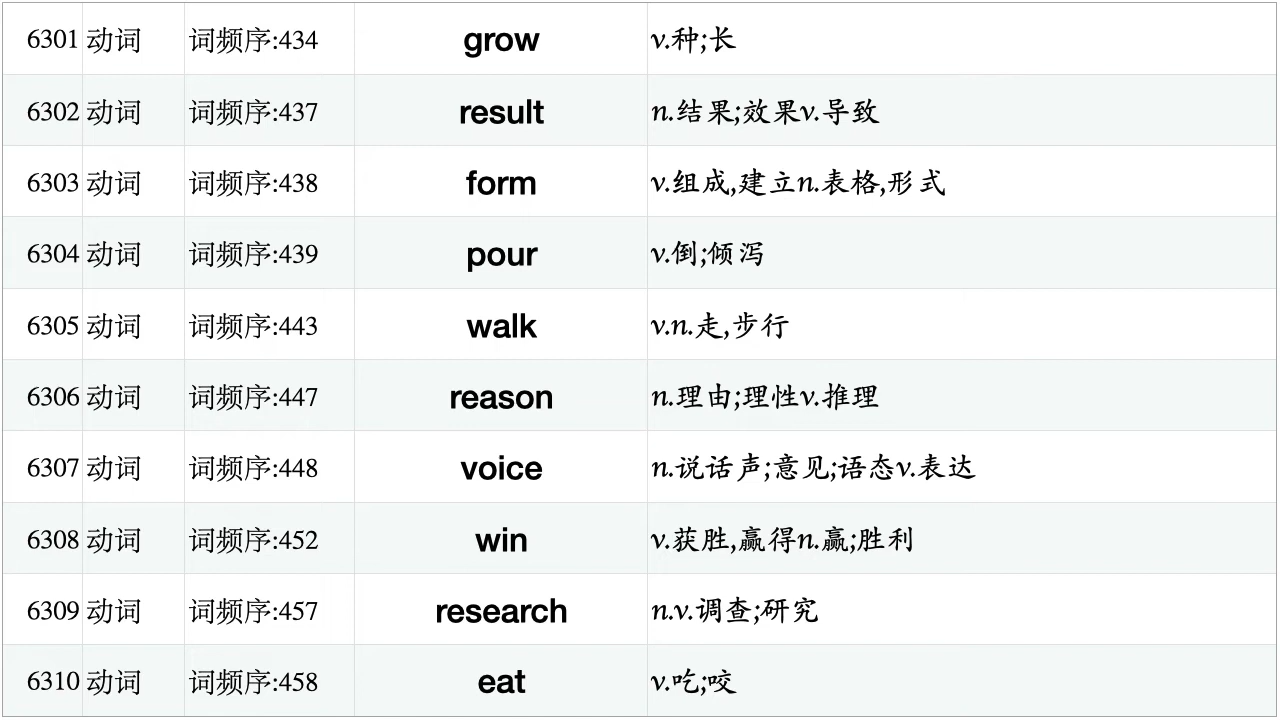 6301 动词 词频序:434 grow v.种;长
6302 动词 词频序:437 result n.结果;效果v.导致
6303 动词 词频序:438 form v.组成,建立n.表格,形式
6304 动词 词频序:439 pour v.倒;倾泻
6305 动词 词频序:443 walk v.n.走,步行
6306 动词 词频序:447 reason n.理由;理性v.推理
6307 动词 词频序:448 voice n.说话声;意见;语态v.表达
6308 动词 词频序:452 win v.获胜,赢得n.赢;胜利
6309 动词 词频序:457 research n.v.调查;研究
6310 动词 词频序:458 eat v.吃;咬